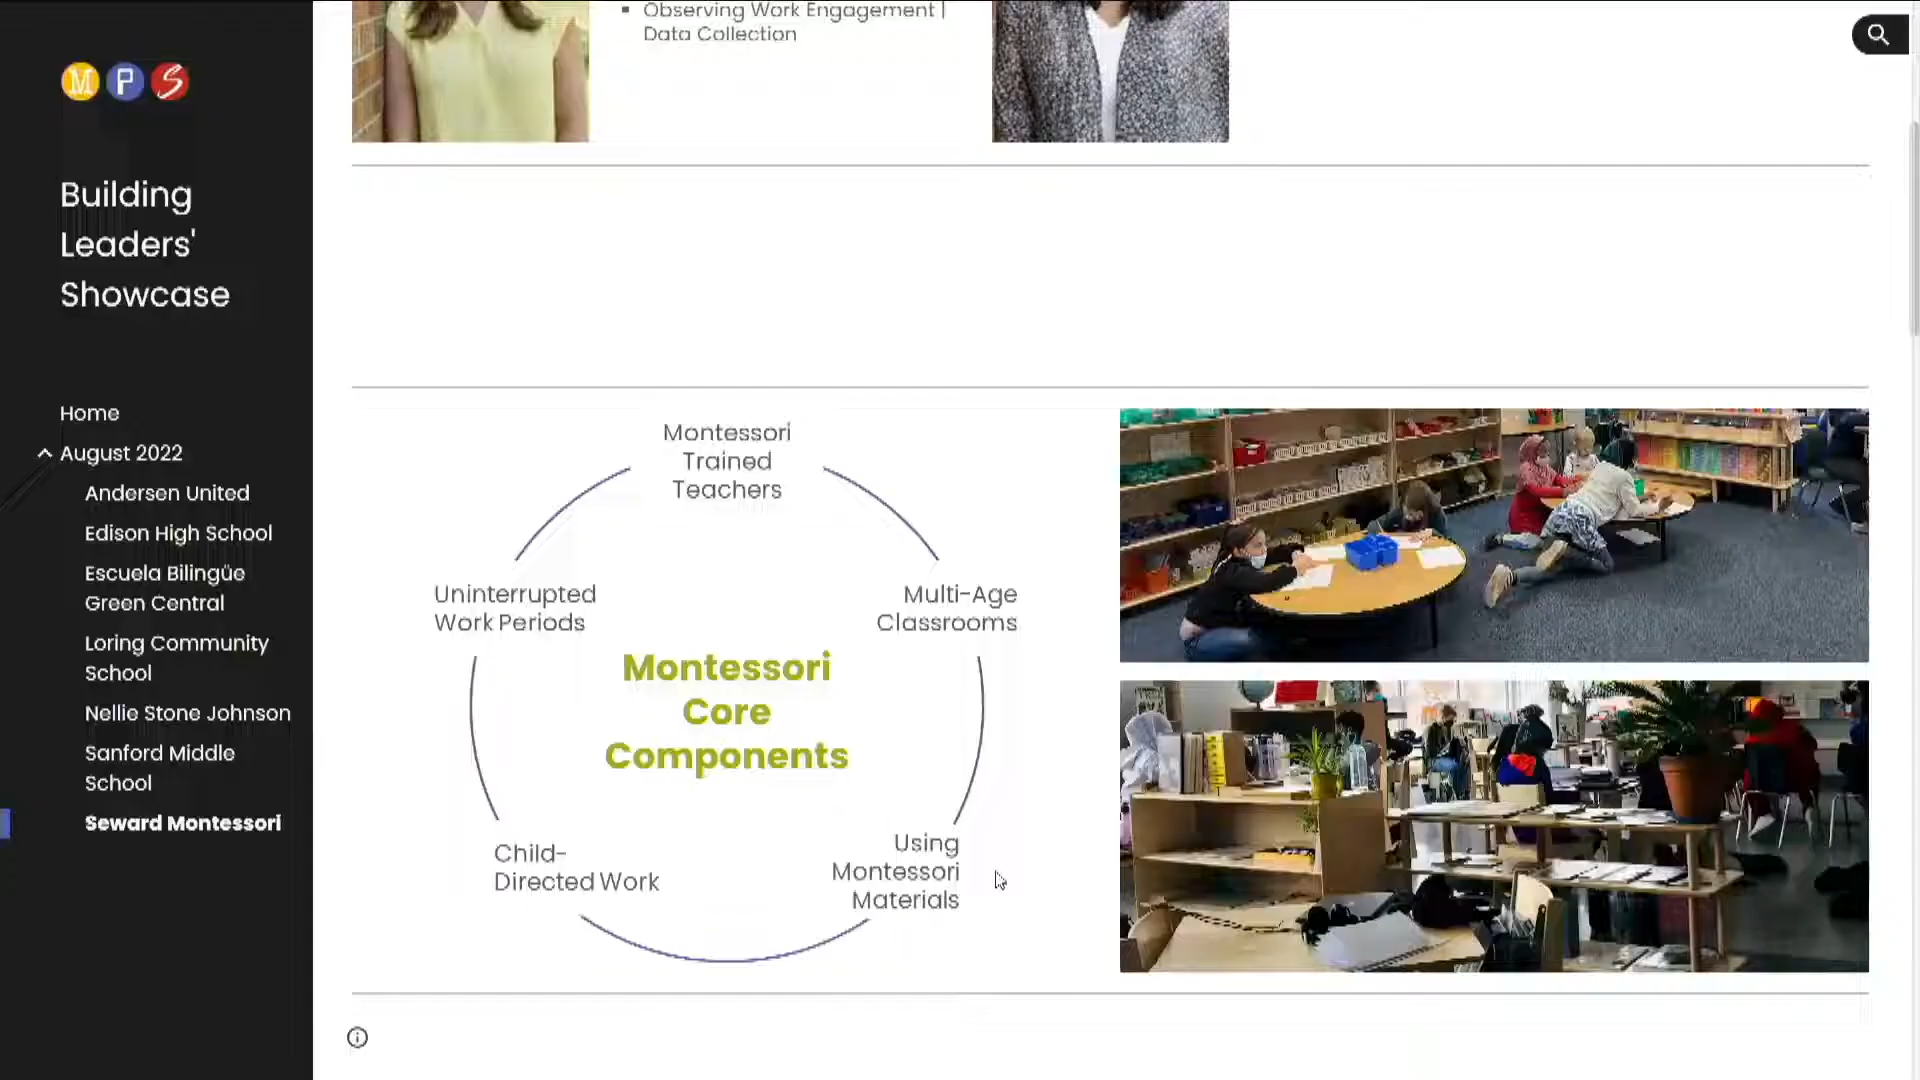 M P S
Building
Leaders'
Showcase
Home
August 2022
Andersen United
Edison High School
Escuela Bilingüe
Green Central
Loring Community
School
Nellie Stone Johnson
Sanford Middle
School
Seward Montessori
Observing Work Engagement |
Data Collection
Montessori
Trained
Teachers
Uninterrupted
Work Periods
Multi-Age
Classrooms
Montessori
Core
Components
Child-
Directed Work
Using
Montessori
Materials